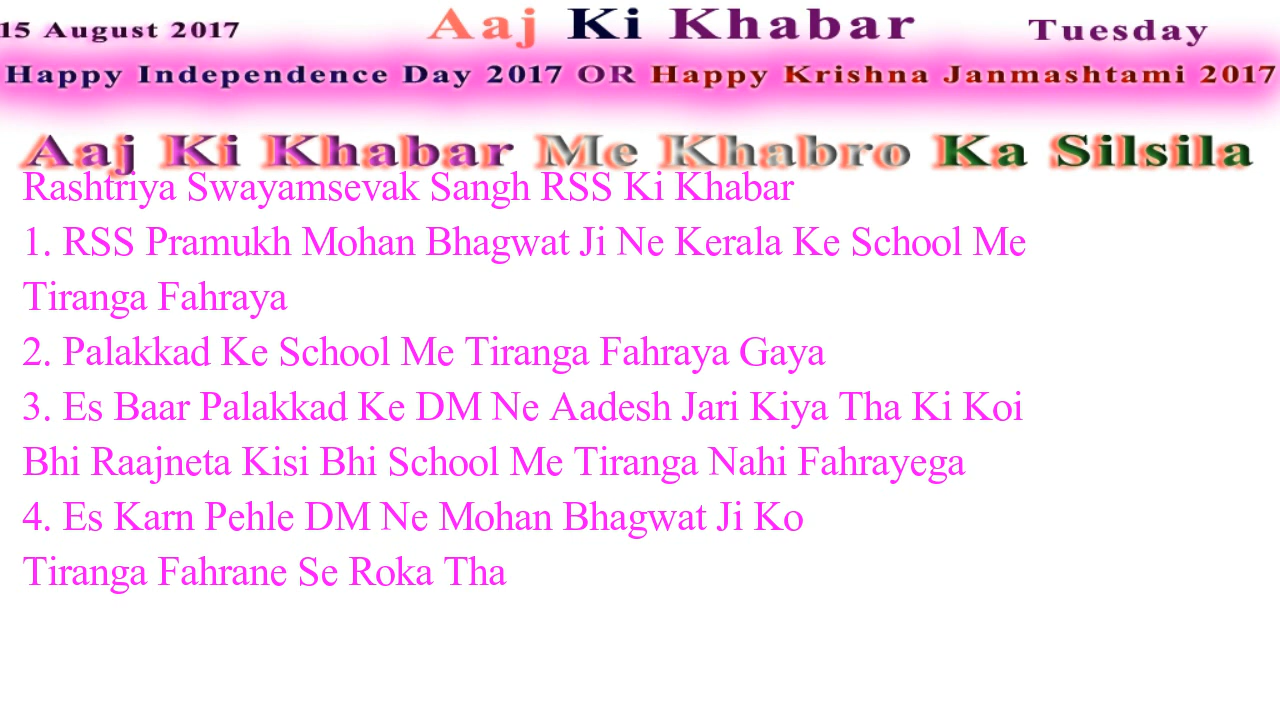 15 August 2017 Aaj Ki Khabar Tuesday
Happy Independence Day 2017 OR Happy Krishna Janmashtami 2017
Aaj Ki Khabar Me Khabro Ka Silsila
Rashtriya Swayamsevak Sangh RSS Ki Khabar
1. RSS Pramukh Mohan Bhagwat Ji Ne Kerala Ke School Me
Tiranga Fahraya
2. Palakkad Ke School Me Tiranga Fahraya Gaya
3. Es Baar Palakkad Ke DM Ne Aadesh Jari Kiya Tha Ki Koi
Bhi Raajneta Kisi Bhi School Me Tiranga Nahi Fahrayega
4. Es Karn Pehle DM Ne Mohan Bhagwat Ji Ko
Tiranga Fahrane Se Roka Tha